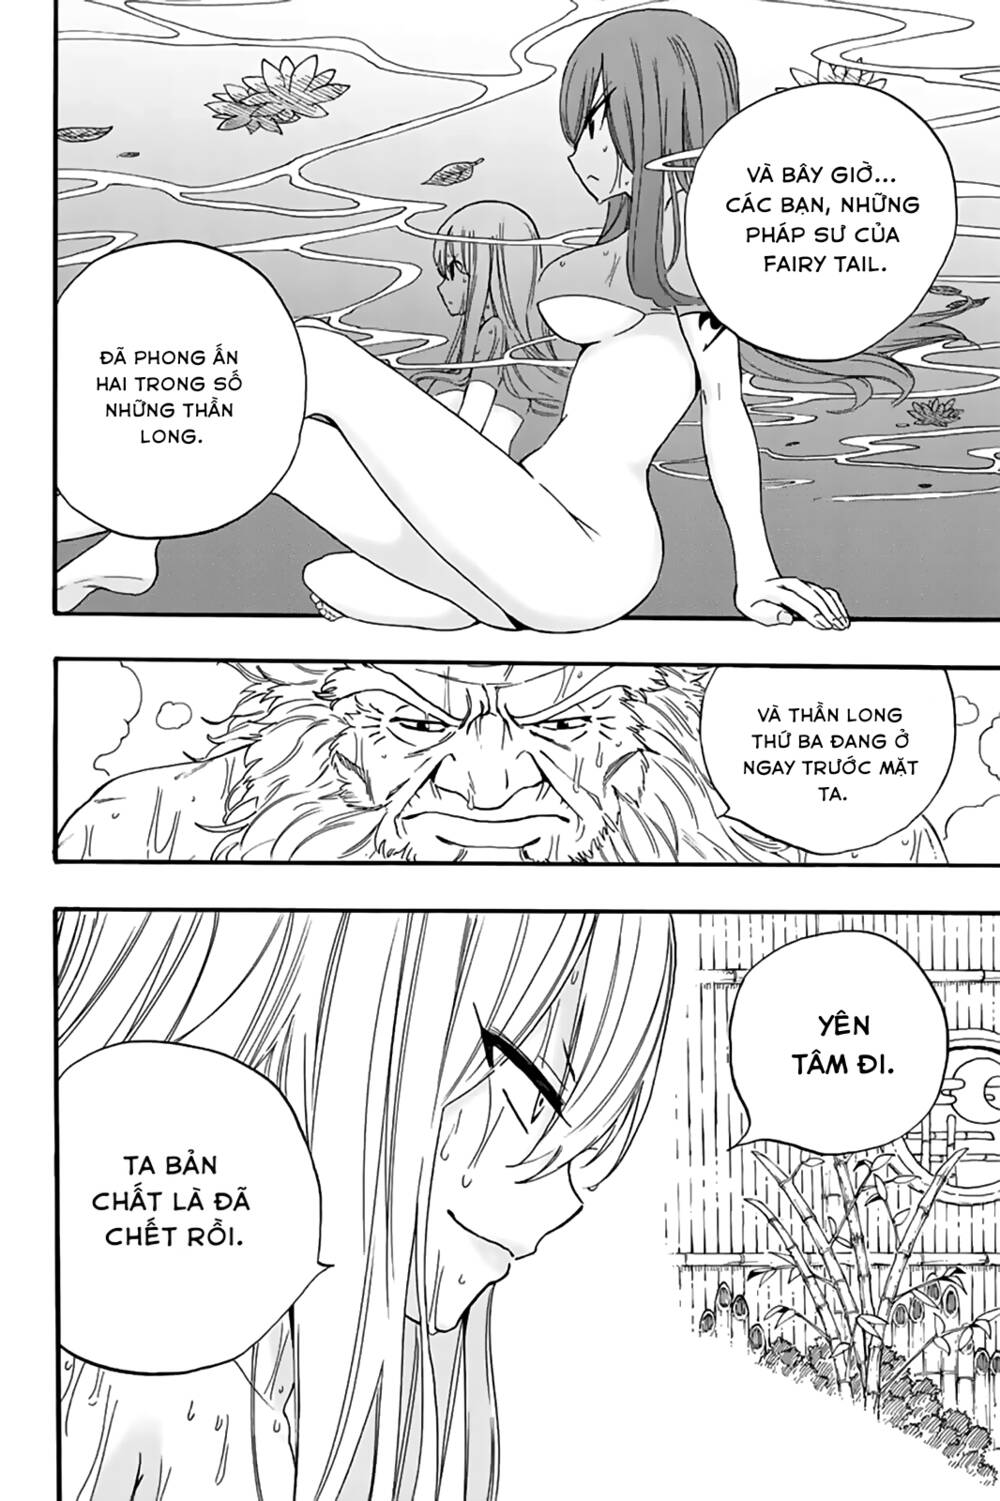 VÀ BÂY GIỜ...
CÁC BẠN, NHỮNG
PHÁP SƯ CỦA
FAIRY TAIL.
ĐÃ PHONG ẤN
HAI TRONG SỐ
NHỮNG THẦN
LONG.
VÀ THẦN LONG
THỨ BA ĐANG Ở
NGAY TRƯỚC MẶT
TA.
YÊN
TÂM ĐI.
TA BẢN
CHẤT LÀ ĐÃ
CHẾT RỒI.